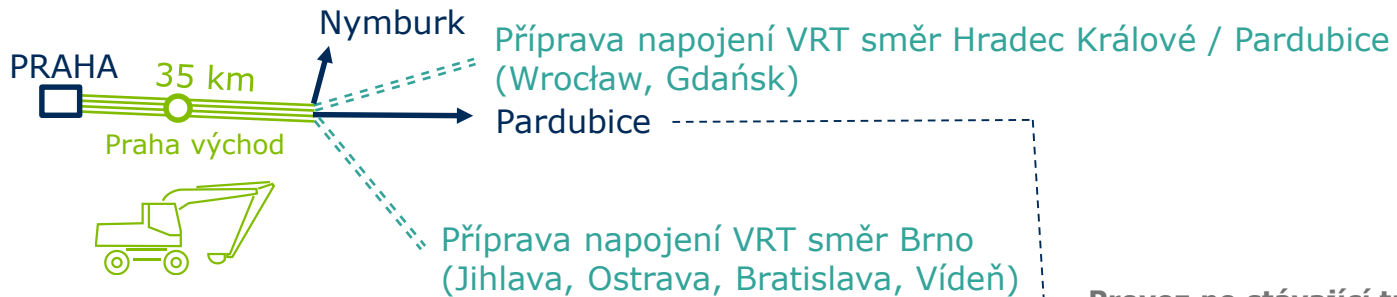 Nymburk
Příprava napojení VRT směr Hradec Králové / Pardubice
(Wrocław, Gdańsk)
PRAHA
35 km
Praha východ
Pardubice
Příprava napojení VRT směr Brno
(Jihlava, Ostrava, Bratislava, Vídeň)